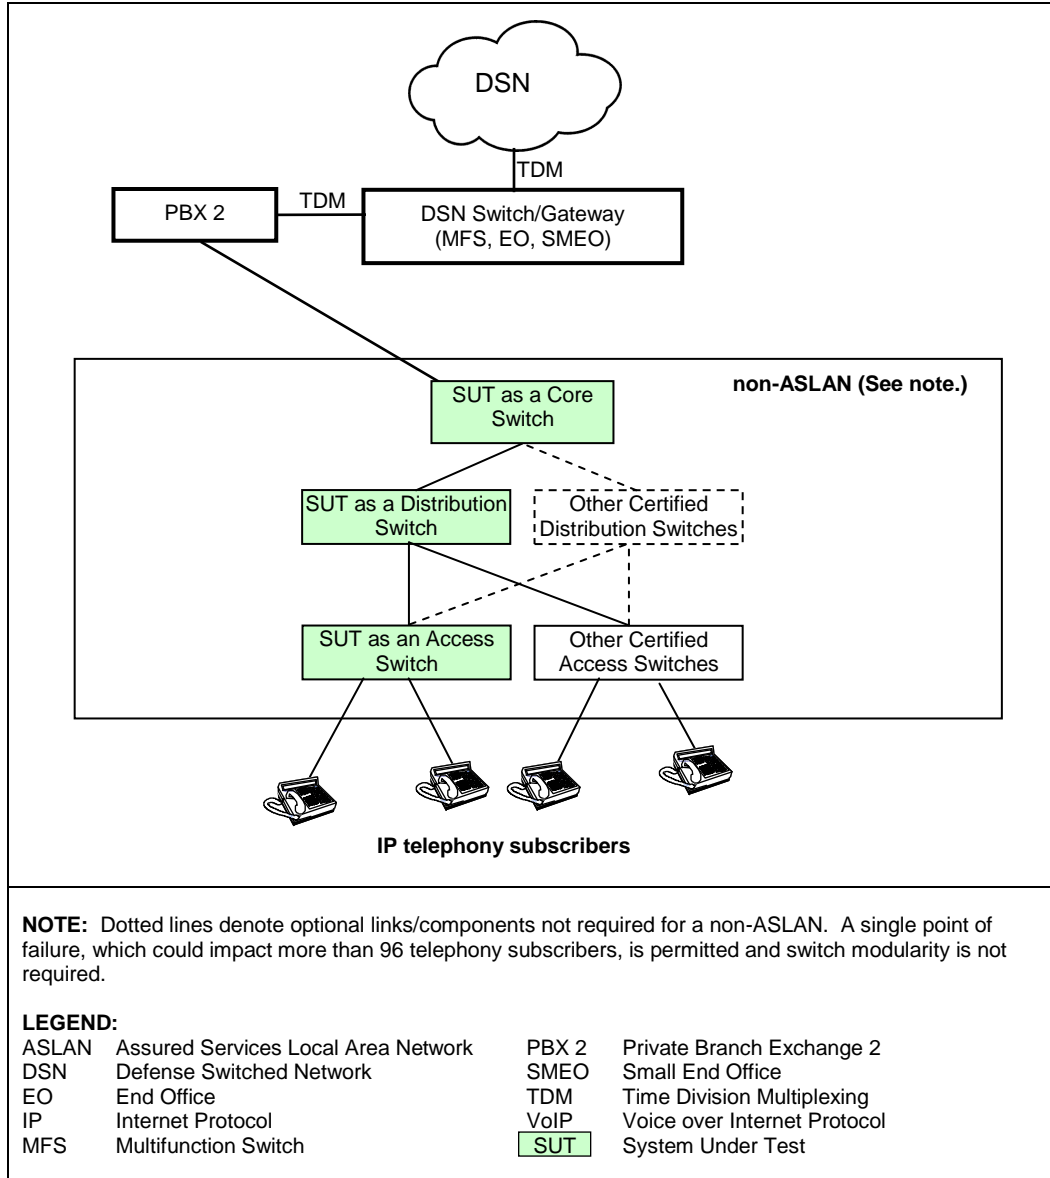 DSN
TDM
PBX 2
TDM
DSN Switch/Gateway
(MFS, EO, SMEO)
non-ASLAN (See note.)
SUT as a Core
Switch
SUT as a Distribution
Switch
Other Certified
Distribution Switches
SUT as an Access
Switch
Other Certified
Access Switches
IP telephony subscribers
NOTE: Dotted lines denote optional links/components not required for a non-ASLAN. A single point of
failure, which could impact more than 96 telephony subscribers, is permitted and switch modularity is not
required.
LEGEND:
ASLAN Assured Services Local Area Network
DSN Defense Switched Network
EO End Office
IP Internet Protocol
MFS Multifunction Switch
PBX 2 Private Branch Exchange 2
SMEO Small End Office
TDM Time Division Multiplexing
VoIP Voice over Internet Protocol
SUT System Under Test